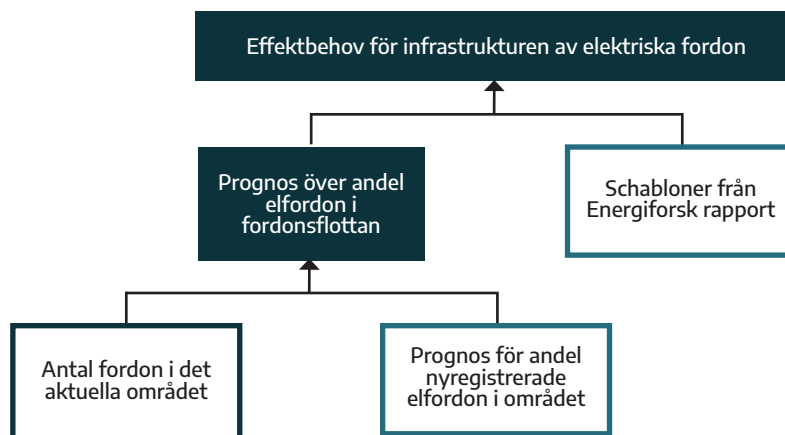 Effektbehov för infrastrukturen av elektriska fordon
Prognos över andel
elfordon i
fordonsflottan
Schabloner från
Energiforsk rapport
Antal fordon i det
aktuella området
Prognos för andel
nyregistrerade
elfordon i området